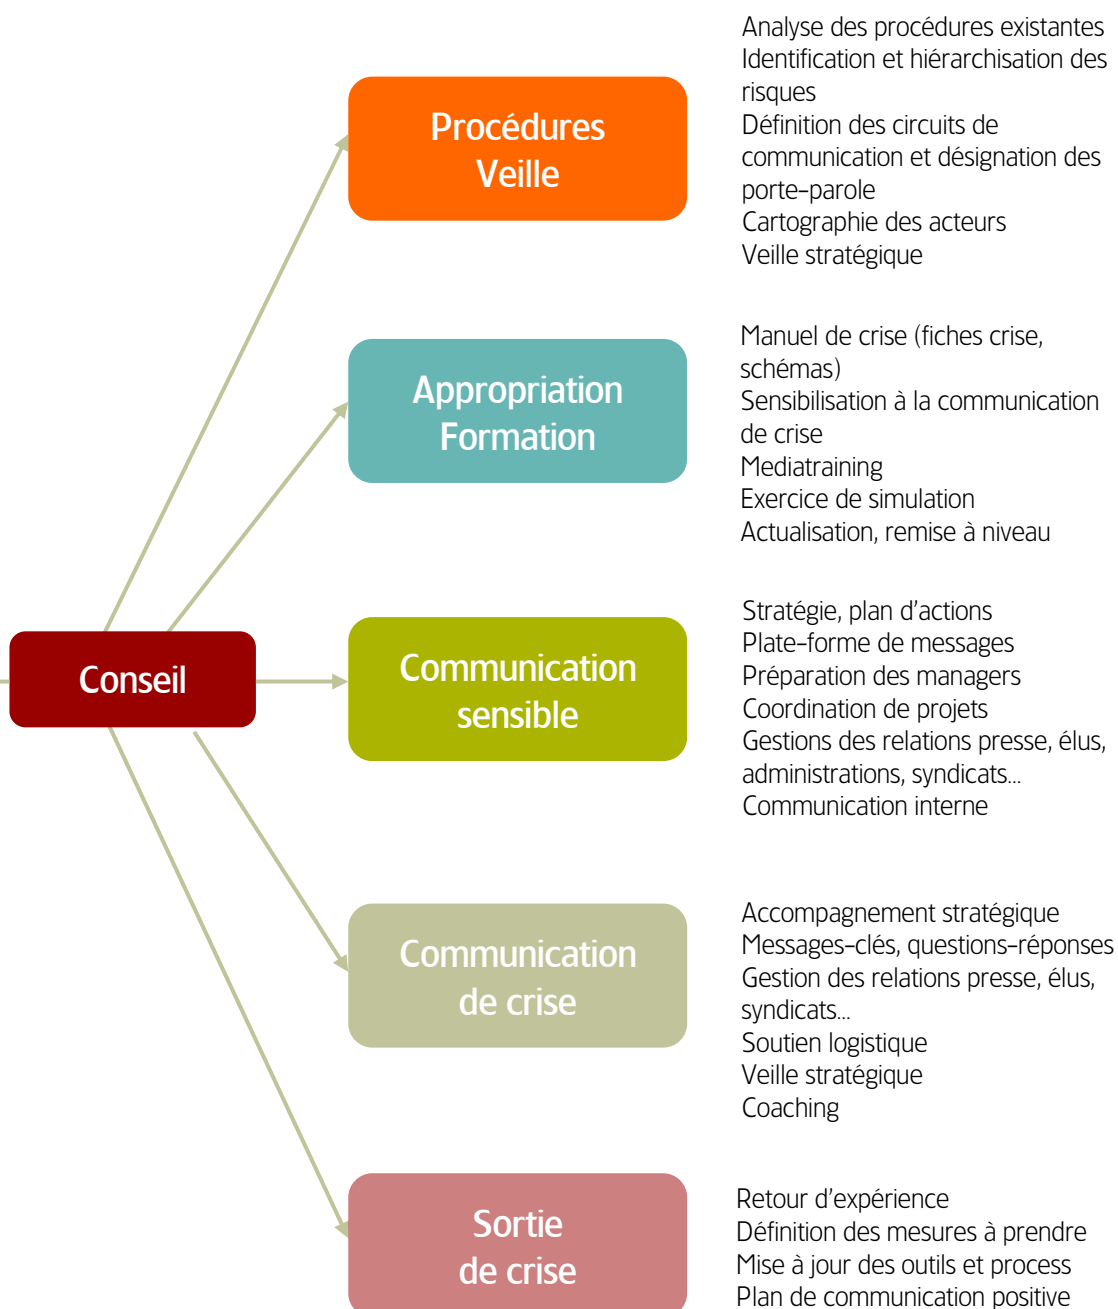 Analyse des procédures existantes
Identification et hiérarchisation des
risques
Définition des circuits de
communication et désignation des
porte-parole
Cartographie des acteurs
Veille stratégique
Procédures
Veille
Manuel de crise (fiches crise,
schémas)
Sensibilisation à la communication
de crise
Mediatraining
Exercice de simulation
Actualisation, remise à niveau
Appropriation
Formation
Stratégie, plan d’actions
Plate-forme de messages
Préparation des managers
Coordination de projets
Gestions des relations presse, élus,
administrations, syndicats...
Communication interne
Conseil
Communication
sensible
Accompagnement stratégique
Messages-clés, questions-réponses
Gestion des relations presse, élus,
syndicats...
Soutien logistique
Veille stratégique
Coaching
Communication
de crise
Retour d’expérience
Définition des mesures à prendre
Mise à jour des outils et process
Plan de communication positive
Sortie
de crise